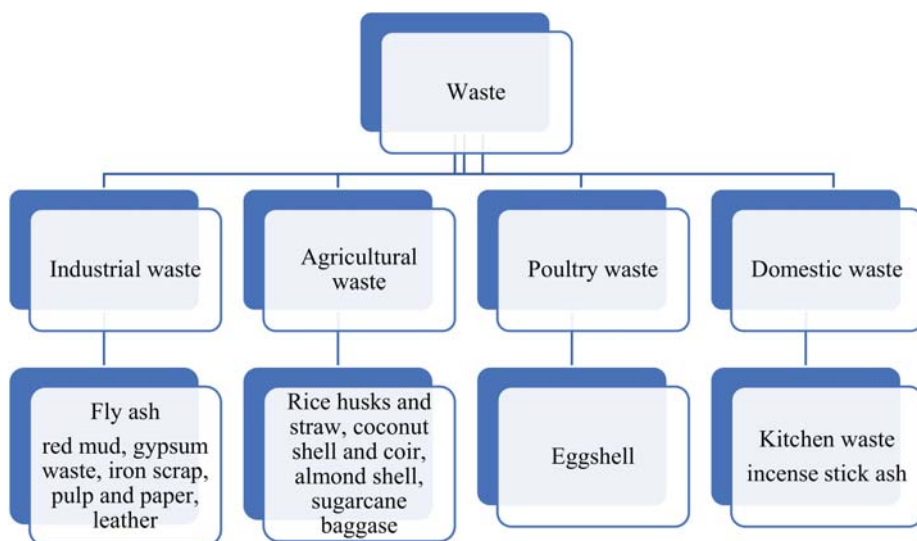 Waste
Industrial waste
Agricultural
waste
Poultry waste
Domestic waste
Fly ash
red mud, gypsum
waste, iron scrap,
pulp and paper,
leather
Rice husks and
straw, coconut
shell and coir,
almond shell,
sugarcane
baggase
Eggshell
Kitchen waste
incense stick ash